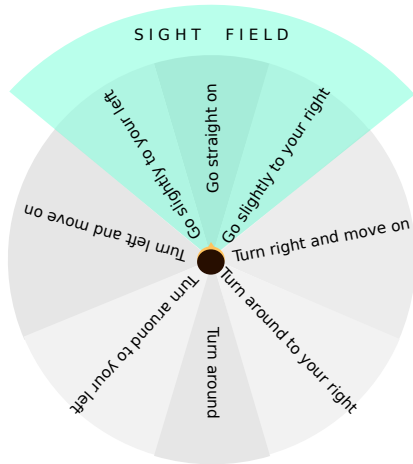 SIGHT FIELD
Go slightly to your left
Go straight on
Go slightly to your right
Turn left and move on
Turn right and move on
Turn aruond to your left
Turn around
Turn around to your right